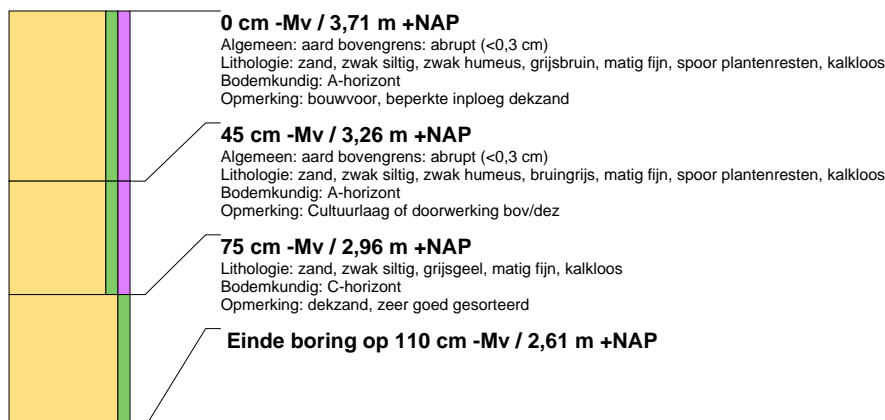 0 cm -Mv / 3,71 m +NAP
Algemeen: aard bovengrens: abrupt (<0,3 cm)
Lithologie: zand, zwak siltig, zwak humeus, grijsbruin, matig fijn, spoor plantenresten, kalkloos
Bodemkundig: A-horizont
Opmerking: bouwvoor, beperkte inploeg dekzand
45 cm -Mv / 3,26 m +NAP
Algemeen: aard bovengrens: abrupt (<0,3 cm)
Lithologie: zand, zwak siltig, zwak humeus, bruingrijs, matig fijn, spoor plantenresten, kalkloos
Bodemkundig: A-horizont
Opmerking: Cultuurlaag of doorwerking bov/dez
75 cm -Mv / 2,96 m +NAP
Lithologie: zand, zwak siltig, grijsgeel, matig fijn, kalkloos
Bodemkundig: C-horizont
Opmerking: dekzand, zeer goed gesorteerd
Einde boring op 110 cm -Mv / 2,61 m +NAP